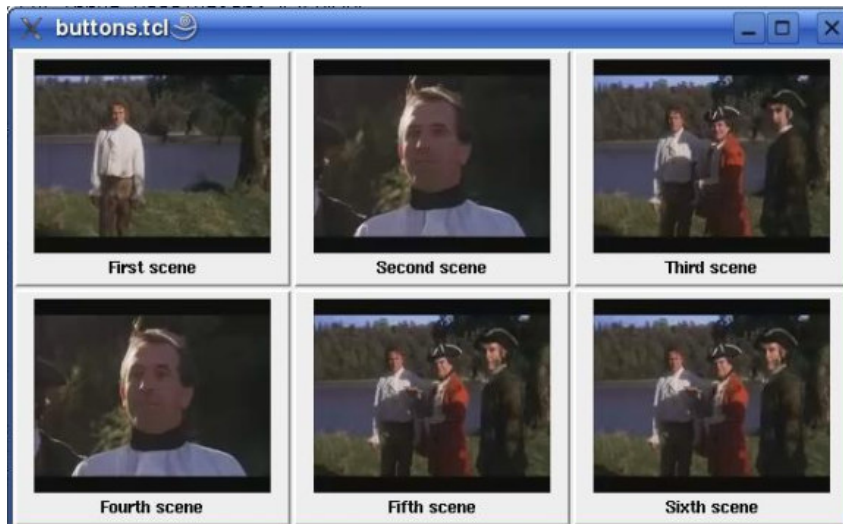 buttons.tcl
First scene
Second scene
Third scene
Fourth scene
Fifth scene
Sixth scene